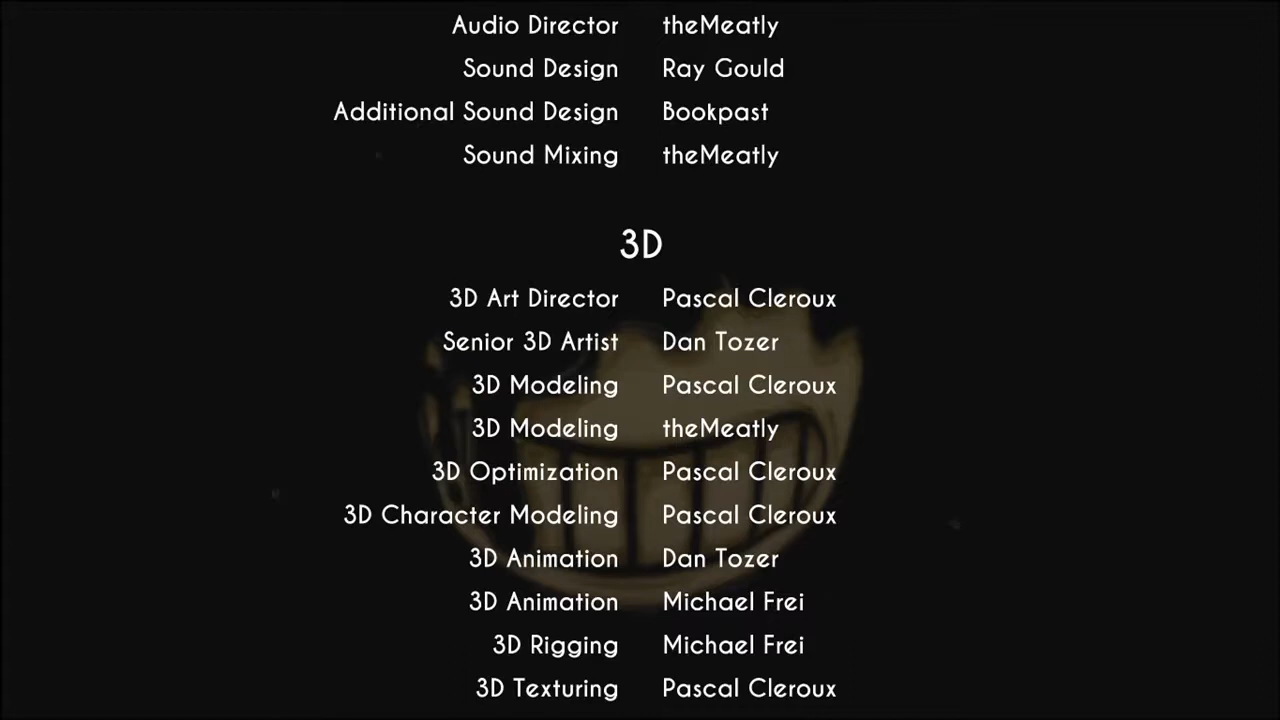 Audio Director theMeatly
Sound Design Ray Gould
Additional Sound Design Bookpast
Sound Mixing theMeatly
3D
3D Art Director Pascal Cleroux
Senior 3D Artist Dan Tozer
3D Modeling Pascal Cleroux
3D Modeling theMeatly
3D Optimization Pascal Cleroux
3D Character Modeling Pascal Cleroux
3D Animation Dan Tozer
3D Animation Michael Frei
3D Rigging Michael Frei
3D Texturing Pascal Cleroux